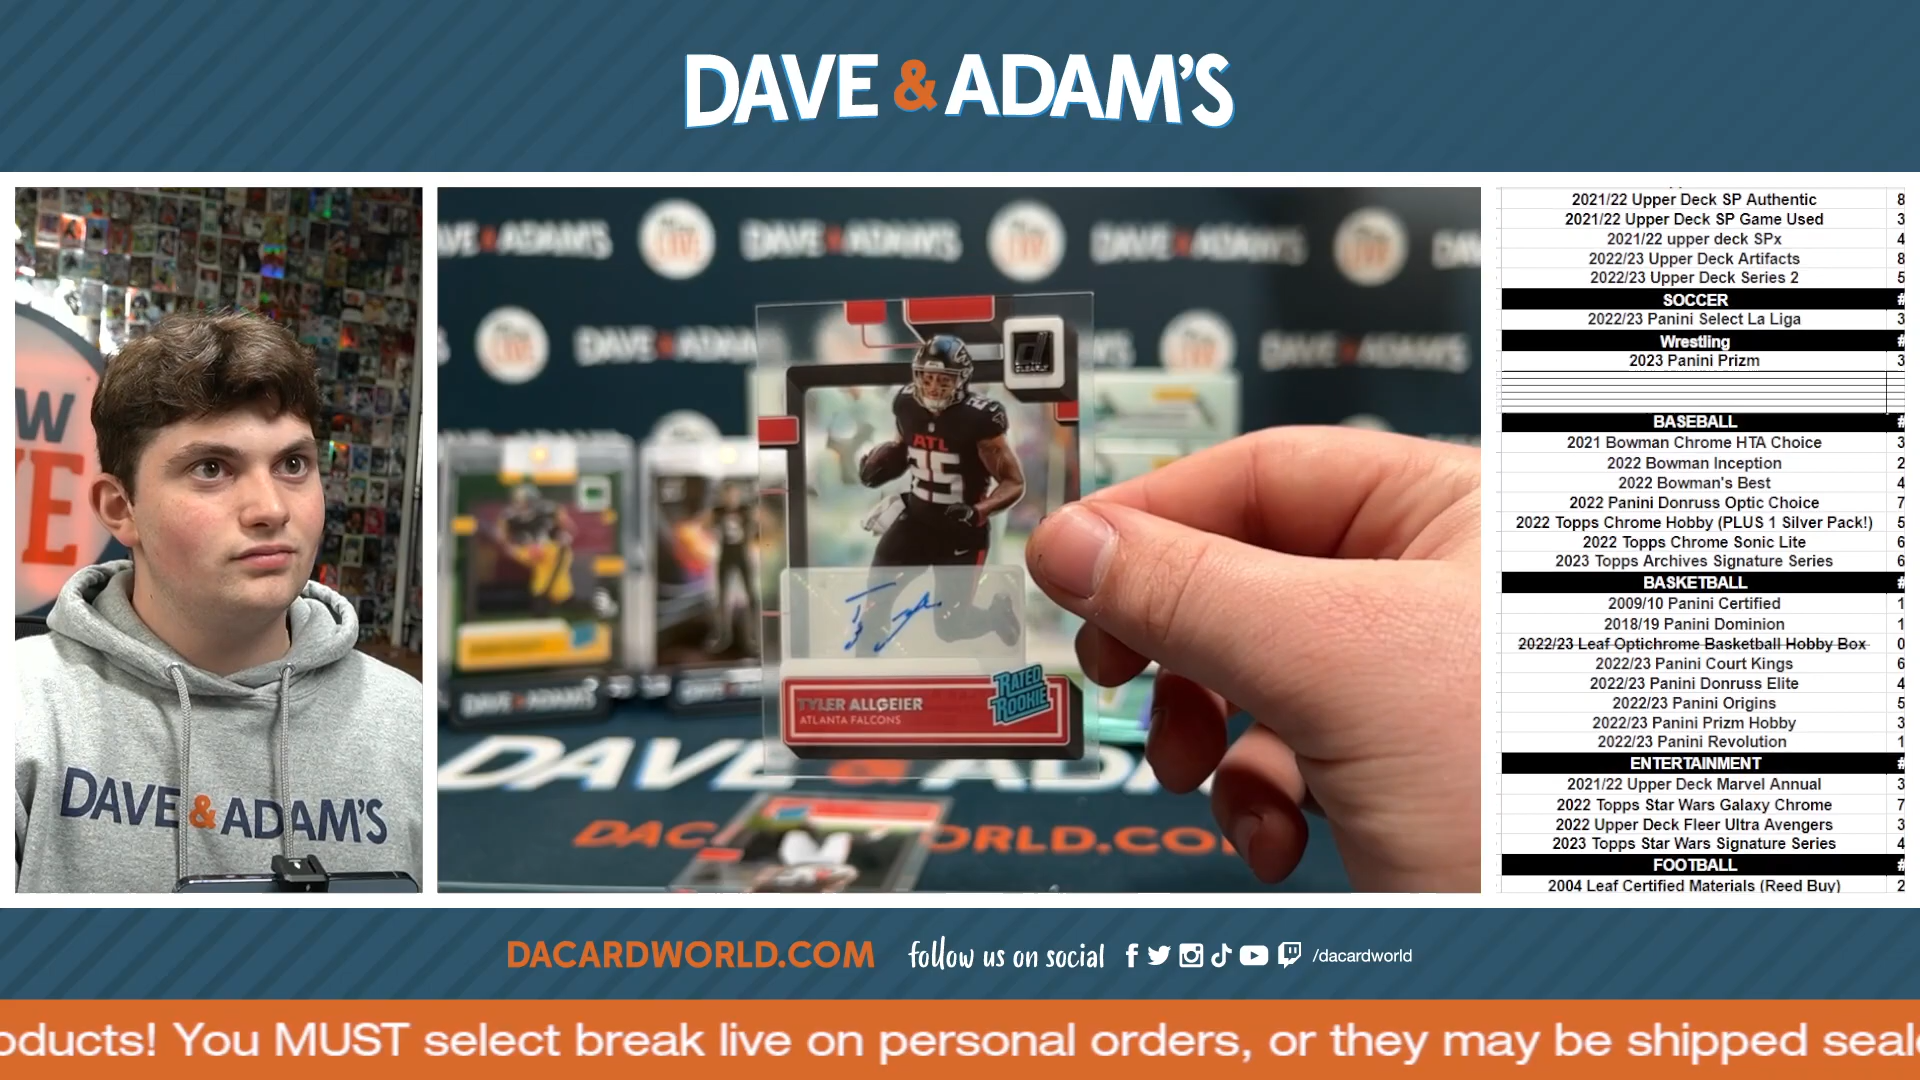 DAVE & ADAM'S
2021/22 Upper Deck SP Authentic 8
2021/22 Upper Deck SP Game Used 3
2021/22 upper deck SPx 4
2022/23 Upper Deck Artifacts 8
2022/23 Upper Deck Series 2 5
SOCCER #
2022/23 Panini Select La Liga 3
Wrestling #
2023 Panini Prizm 3
BASEBALL #
2021 Bowman Chrome HTA Choice 3
2022 Bowman Inception 2
2022 Bowman's Best 4
2022 Panini Donruss Optic Choice 7
2022 Topps Chrome Hobby (PLUS 1 Silver Pack!) 5
2022 Topps Chrome Sonic Lite 6
2023 Topps Archives Signature Series 6
BASKETBALL #
2009/10 Panini Certified 1
2018/19 Panini Dominion 1
2022/23 Leaf Optichrome Basketball Hobby Box 0
2022/23 Panini Court Kings 6
2022/23 Panini Donruss Elite 4
2022/23 Panini Origins 5
2022/23 Panini Prizm Hobby 3
2022/23 Panini Revolution 1
ENTERTAINMENT #
2021/22 Upper Deck Marvel Annual 3
2022 Topps Star Wars Galaxy Chrome 7
2022 Upper Deck Fleer Ultra Avengers 3
2023 Topps Star Wars Signature Series 4
FOOTBALL #
2004 Leaf Certified Materials (Reed Buy) 2
DAVE & ADAM'S
DAVE & ADAM'S
DAVE & ADAM'S
LIVE
CLEARLY
ATL
25
TYLER ALLGEIER
ATLANTA FALCONS
RATED ROOKIE
DAVE & ADAM'S
DACARDWORLD.COM follow us on social /dacardworld
oducts! You MUST select break live on personal orders, or they may be shipped seal